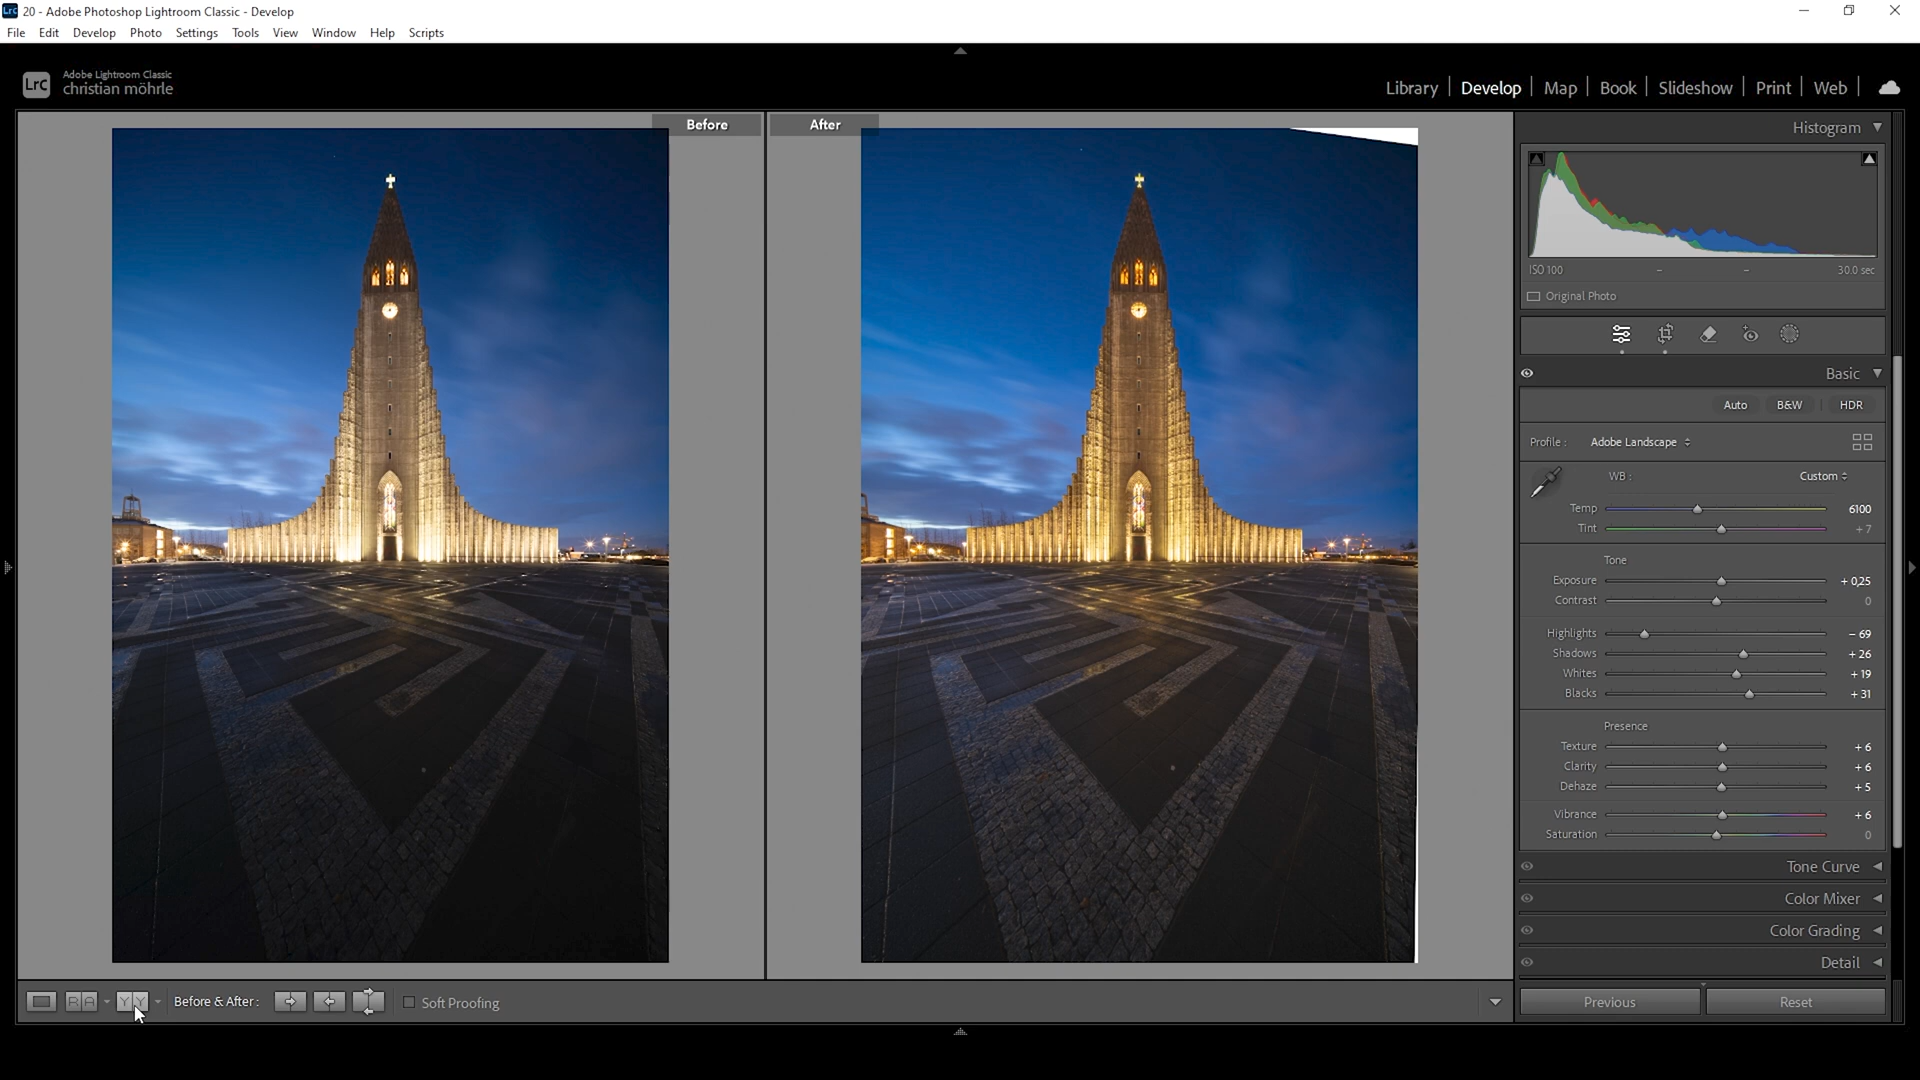 Lrc 20 - Adobe Photoshop Lightroom Classic - Develop
File Edit Develop Photo Settings Tools View Window Help Scripts
Lrc Adobe Lightroom Classic
christian möhrle
Library Develop Map Book Slideshow Print Web
Before After
Histogram
ISO 100 – – 30.0 sec
Original Photo
Basic
Auto B&W HDR
Profile : Adobe Landscape
WB : Custom
Temp 6100
Tint + 7
Tone
Exposure + 0,25
Contrast 0
Highlights – 69
Shadows + 26
Whites + 19
Blacks + 31
Presence
Texture + 6
Clarity + 6
Dehaze + 5
Vibrance + 6
Saturation 0
Tone Curve
Color Mixer
Color Grading
Detail
R A Y Y Before & After : Soft Proofing
Previous Reset